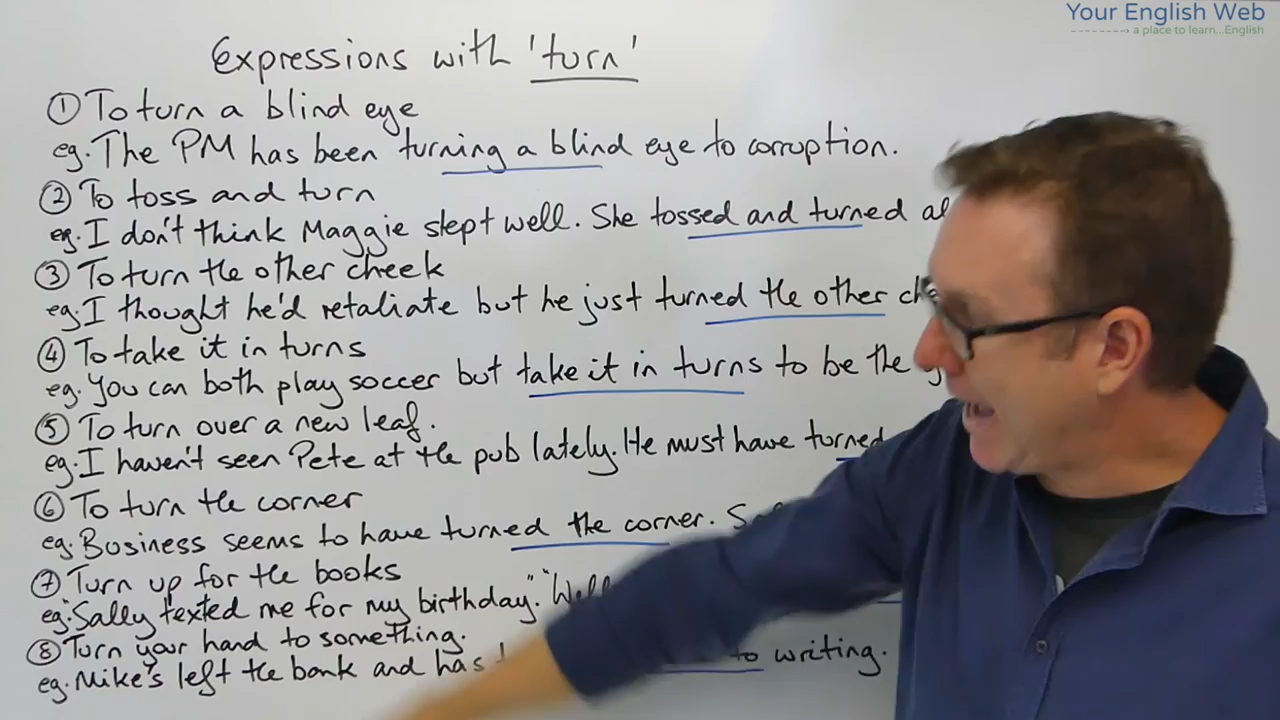 Your English Web
a place to learn...English
Expressions with 'turn'
① To turn a blind eye
eg. The PM has been turning a blind eye to corruption.
② To toss and turn
eg. I don't think Maggie slept well. She tossed and turned
③ To turn the other cheek
eg. I thought he'd retaliate but he just turned the other
④ To take it in turns
eg. You can both play soccer but take it in turns to be the
⑤ To turn over a new leaf.
eg. I haven't seen Pete at the pub lately. He must have turned
⑥ To turn the corner
eg. Business seems to have turned the corner.
⑦ Turn up for the books
eg. "Sally texted me for my birthday." "Well
⑧ Turn your hand to something.
eg. Mike's left the bank and has to writing.